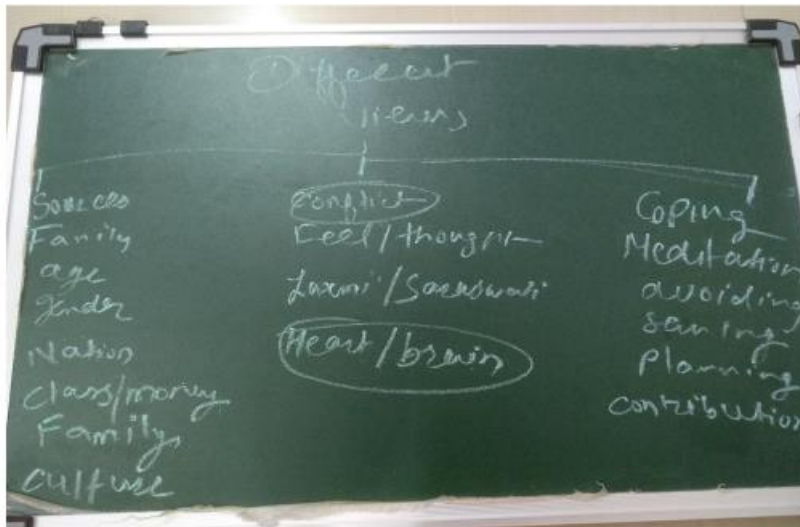 Different
views
Sources
Family
age
gender
Nation
Class/money
Family
Culture
Conflict
Feel/thought
Laxmi/Saraswati
Heart/brain
Coping
Meditation
avoiding
Planning
contribution